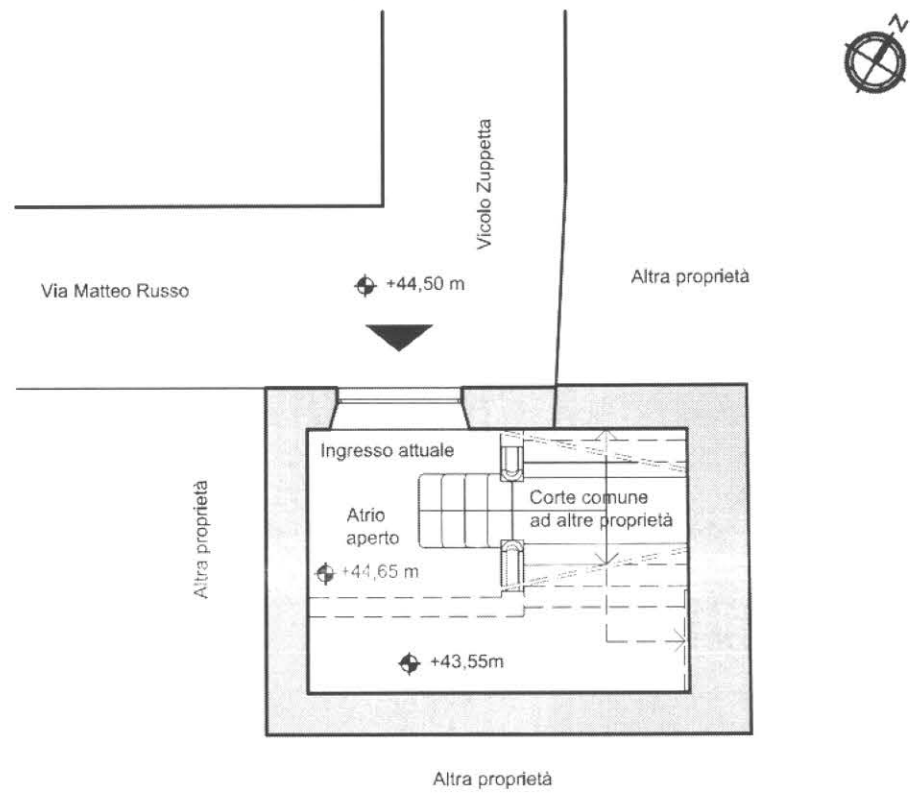 N
Vicolo Zuppetta
Via Matteo Russo
+44,50 m
Altra proprietà
Ingresso attuale
Altra proprietà
Atrio
aperto
Corte comune
ad altre proprietà
+44,65 m
+43,55m
Altra proprietà